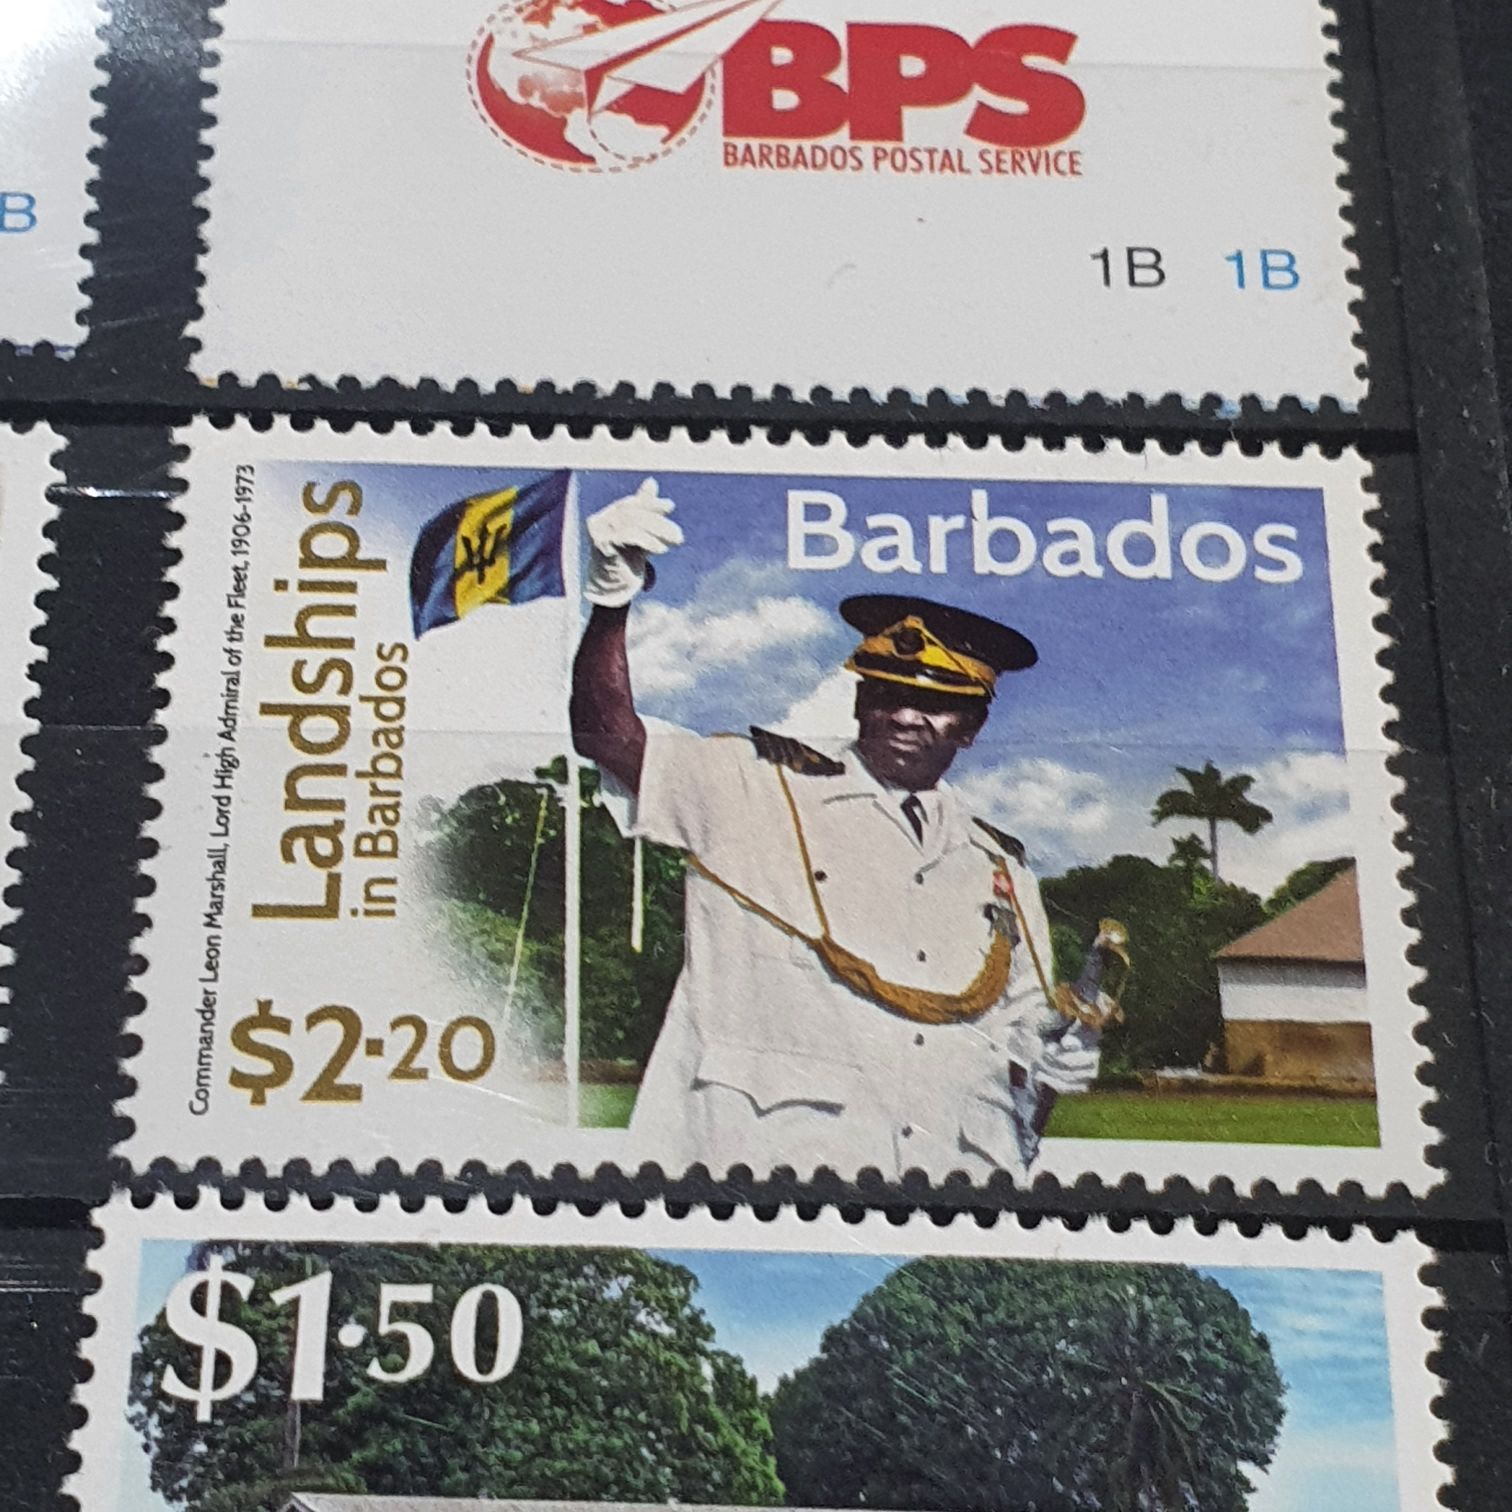 BPS
BARBADOS POSTAL SERVICE
B
1B 1B
Barbados
Commander Leon Marshall, Lord High Admiral of the Fleet, 1906-1973
Landships
in Barbados
$2.20
$1.50